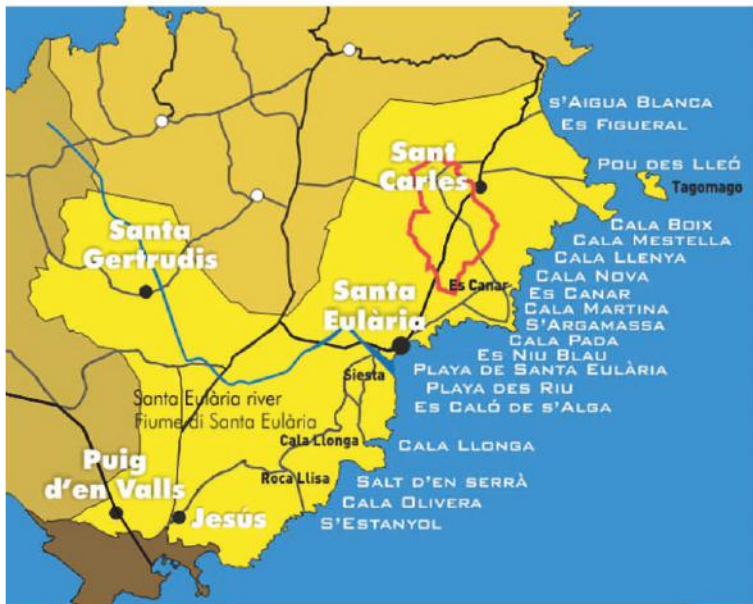 S'AIGUA BLANCA
ES FIGUERAL
Sant
Carles
POU DES LLEÓ
Tagomago
Santa
Gertrudis
CALA BOIX
CALA MESTELLA
CALA LLENYA
CALA NOVA
Es Canar
ES CANAR
Santa
Eulària
CALA MARTINA
S'ARGAMASSA
CALA PADA
ES NIU BLAU
Siesta
PLAYA DE SANTA EULÀRIA
PLAYA DES RIU
Santa Eulària river
Fiume di Santa Eulària
ES CALÓ DE S'ALGA
Cala Llonga
CALA LLONGA
Puig
d'en Valls
Roca Llisa
SALT D'EN SERRÀ
CALA OLIVERA
Jesús
S'ESTANYOL